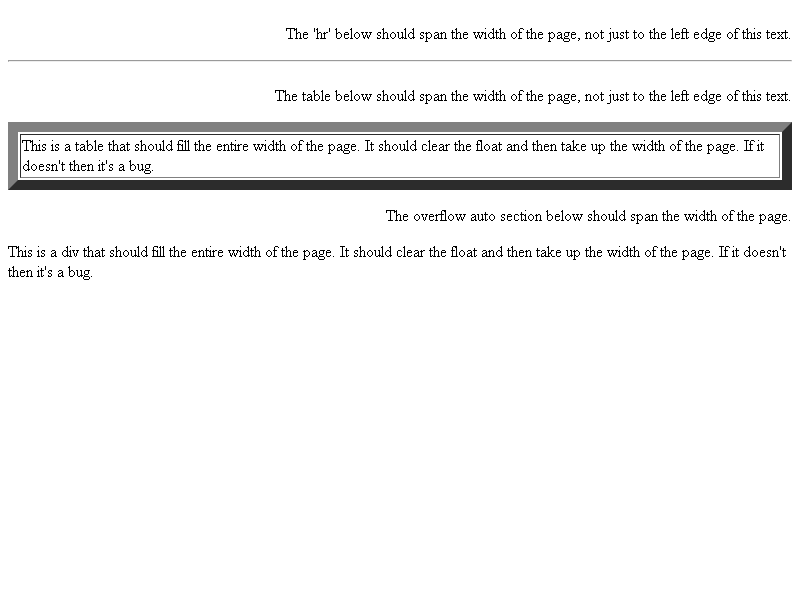 The 'hr' below should span the width of the page, not just to the left edge of this text.
The table below should span the width of the page, not just to the left edge of this text.
This is a table that should fill the entire width of the page. It should clear the float and then take up the width of the page. If it
doesn't then it's a bug.
The overflow auto section below should span the width of the page.
This is a div that should fill the entire width of the page. It should clear the float and then take up the width of the page. If it doesn't
then it's a bug.